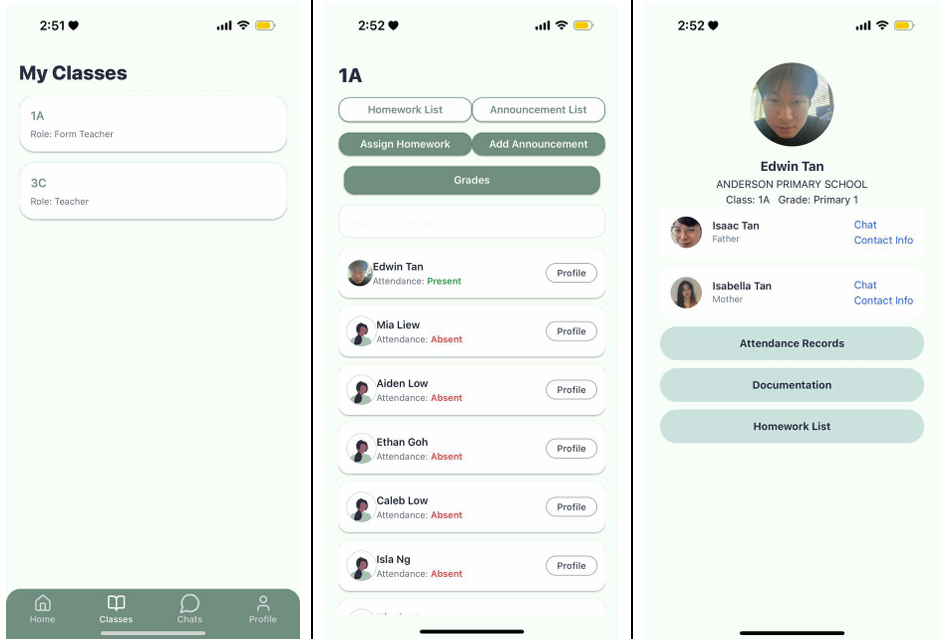 2:51
My Classes
1A
Role: Form Teacher
3C
Role: Teacher
Home
Classes
Chats
Profile
2:52
1A
Homework List
Announcement List
Assign Homework
Add Announcement
Grades
Edwin Tan
Attendance: Present
Profile
Mia Liew
Attendance: Absent
Profile
Aiden Low
Attendance: Absent
Profile
Ethan Goh
Attendance: Absent
Profile
Caleb Low
Attendance: Absent
Profile
Isla Ng
Attendance: Absent
Profile
2:52
Edwin Tan
ANDERSON PRIMARY SCHOOL
Class: 1A Grade: Primary 1
Isaac Tan
Father
Chat
Contact Info
Isabella Tan
Mother
Chat
Contact Info
Attendance Records
Documentation
Homework List